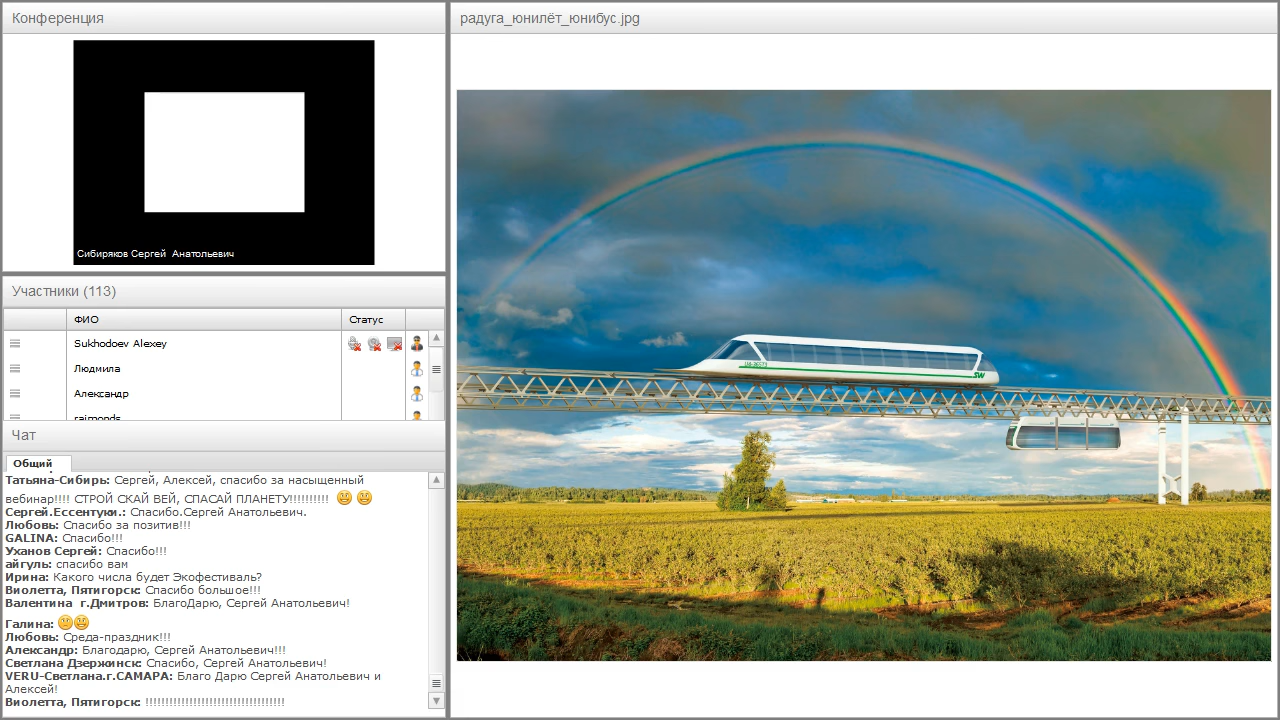 Конференция
Сибиряков Сергей  Анатольевич
Участники (113)
ФИО
Статус
Sukhodoev Alexey
Людмила
Александр
raimonds
Чат
Общий
Татьяна-Сибирь: Сергей, Алексей, спасибо за насыщенный
вебинар!!!! СТРОЙ СКАЙ ВЕЙ, СПАСАЙ ПЛАНЕТУ!!!!!!!!!!
Сергей.Ессентуки.: Спасибо.Сергей Анатольевич.
Любовь: Спасибо за позитив!!!
GALINA: Спасибо!!!
Уханов Сергей: Спасибо!!!
айгуль: спасибо вам
Ирина: Какого числа будет Экофестиваль?
Виолетта, Пятигорск: Спасибо большое!!!
Валентина  г.Дмитров: БлагоДарю, Сергей Анатольевич!
Галина:
Любовь: Среда-праздник!!!
Александр: Благодарю, Сергей Анатольевич!!!
Светлана Дзержинск: Спасибо, Сергей Анатольевич!
VERU-Светлана.г.САМАРА: Благо Дарю Сергей Анатольевич и
Алексей!
Виолетта, Пятигорск: !!!!!!!!!!!!!!!!!!!!!!!!!!!!!!!!!!!
радуга_юнилёт_юнибус.jpg
SW